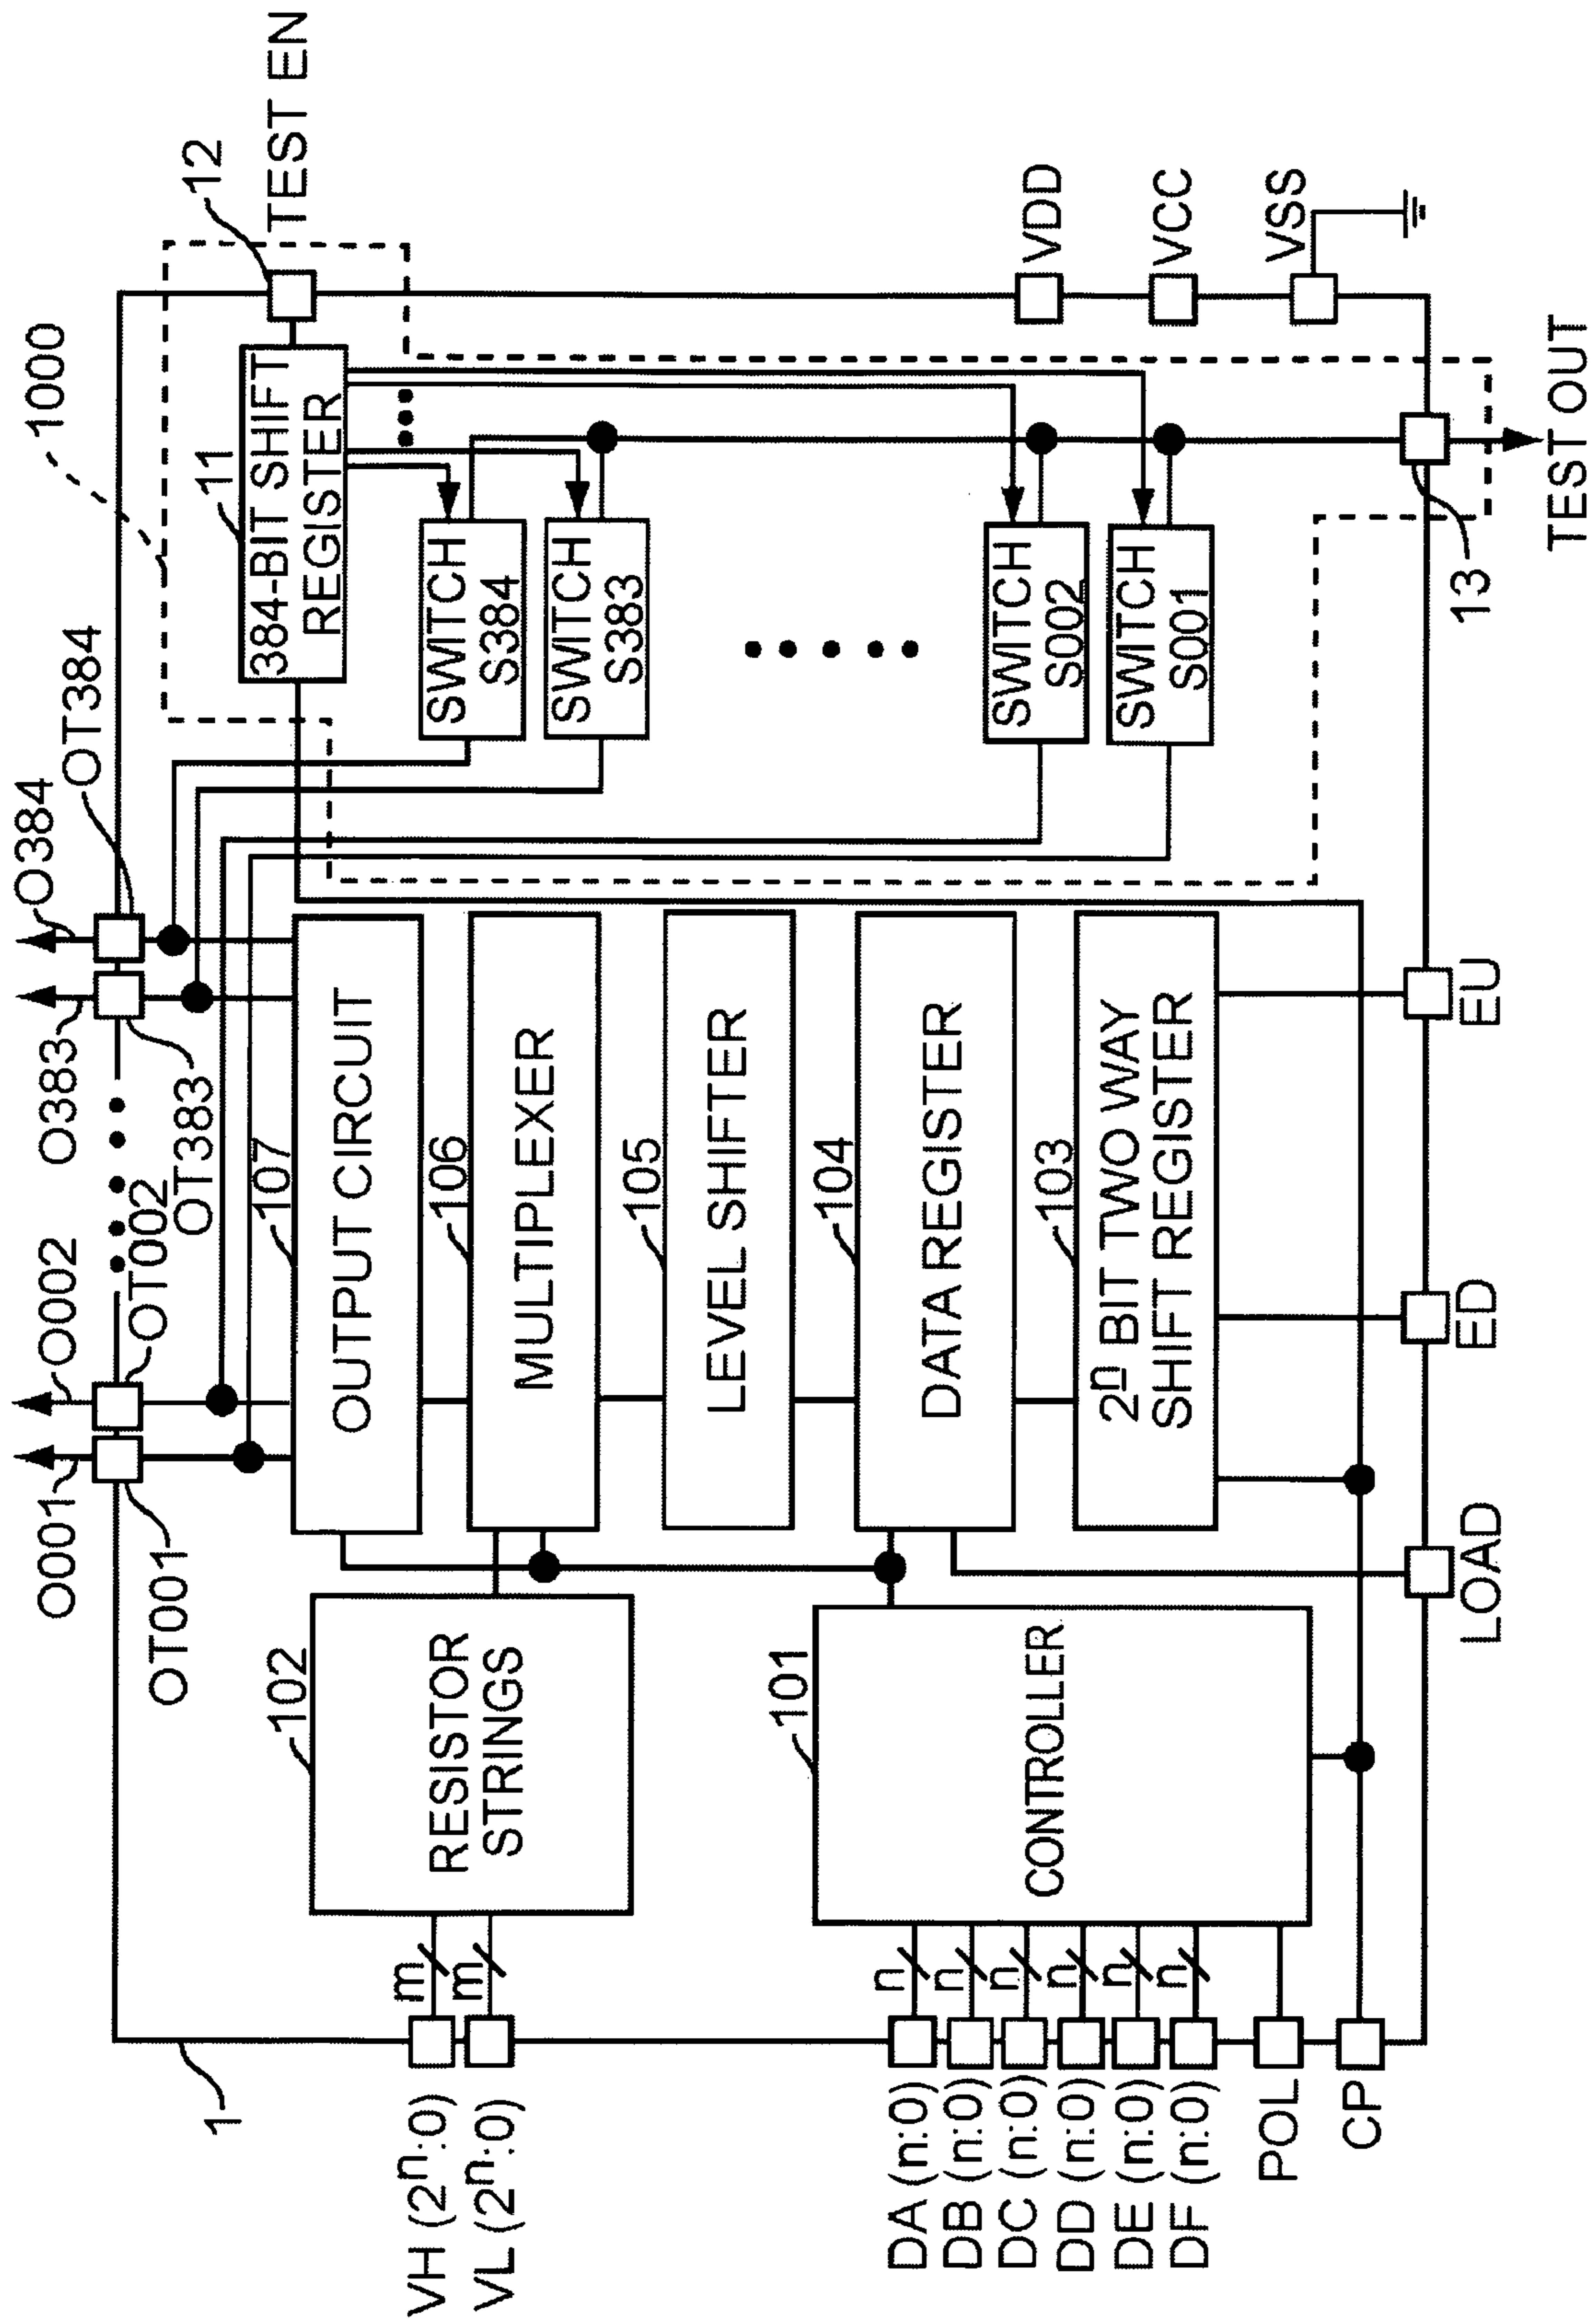 1
VH (2n:0)
VL (2n:0)
m
m
DA (n:0)
DB (n:0)
DC (n:0)
DD (n:0)
DE (n:0)
DF (n:0)
n
n
n
n
n
n
POL
CP
102
RESISTOR
STRINGS
101
CONTROLLER
O001
OT001
O002
OT002
O383
OT383
O384
OT384
107
OUTPUT CIRCUIT
106
MULTIPLEXER
105
LEVEL SHIFTER
104
DATA REGISTER
103
2n BIT TWO WAY
SHIFT REGISTER
LOAD
ED
EU
1000
11
384-BIT SHIFT
REGISTER
12
TEST EN
SWITCH
S384
SWITCH
S383
SWITCH
S002
SWITCH
S001
VDD
VCC
VSS
13
TEST OUT